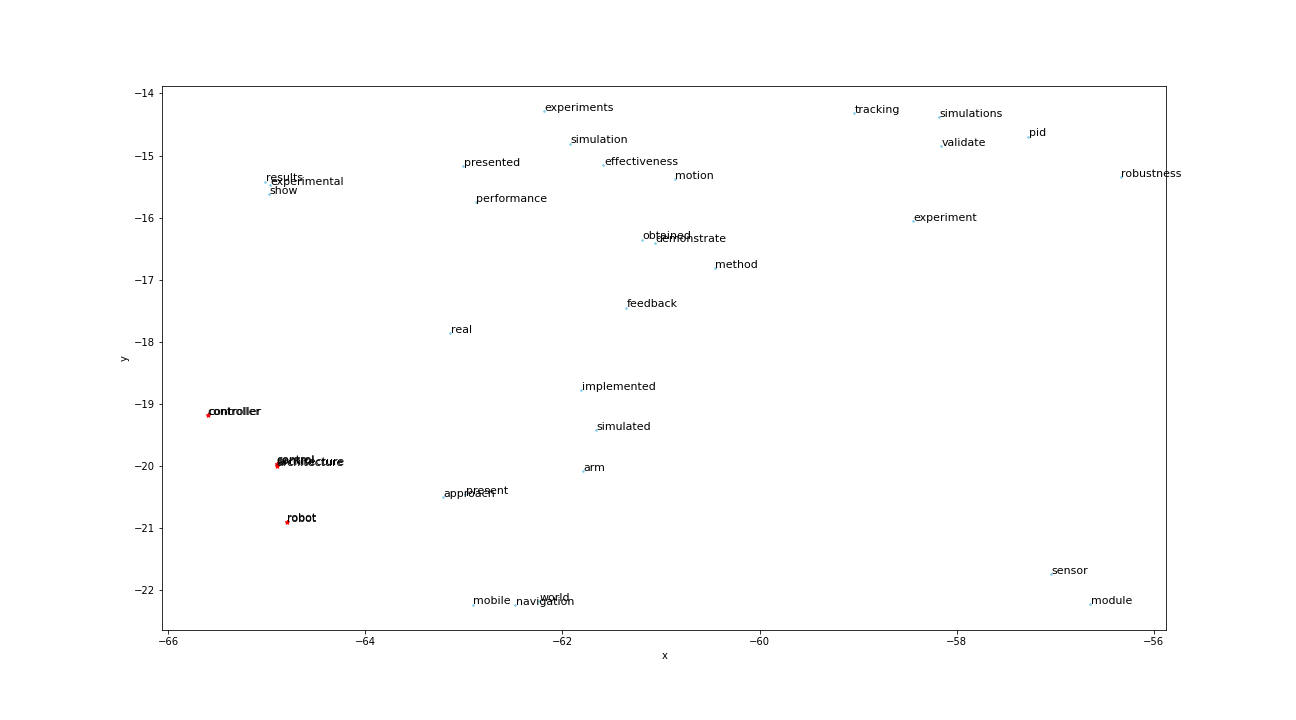 −14
experiments
tracking
simulations
pid
simulation
validate
−15
presented
effectiveness
motion
robustness
results
experimental
show
performance
−16
experiment
obtained
demonstrate
method
−17
feedback
real
−18
y
implemented
−19
controller
simulated
−20
control
architecture
arm
approach
present
−21
robot
sensor
−22
mobile
navigation
world
module
−66
−64
−62
−60
−58
−56
x